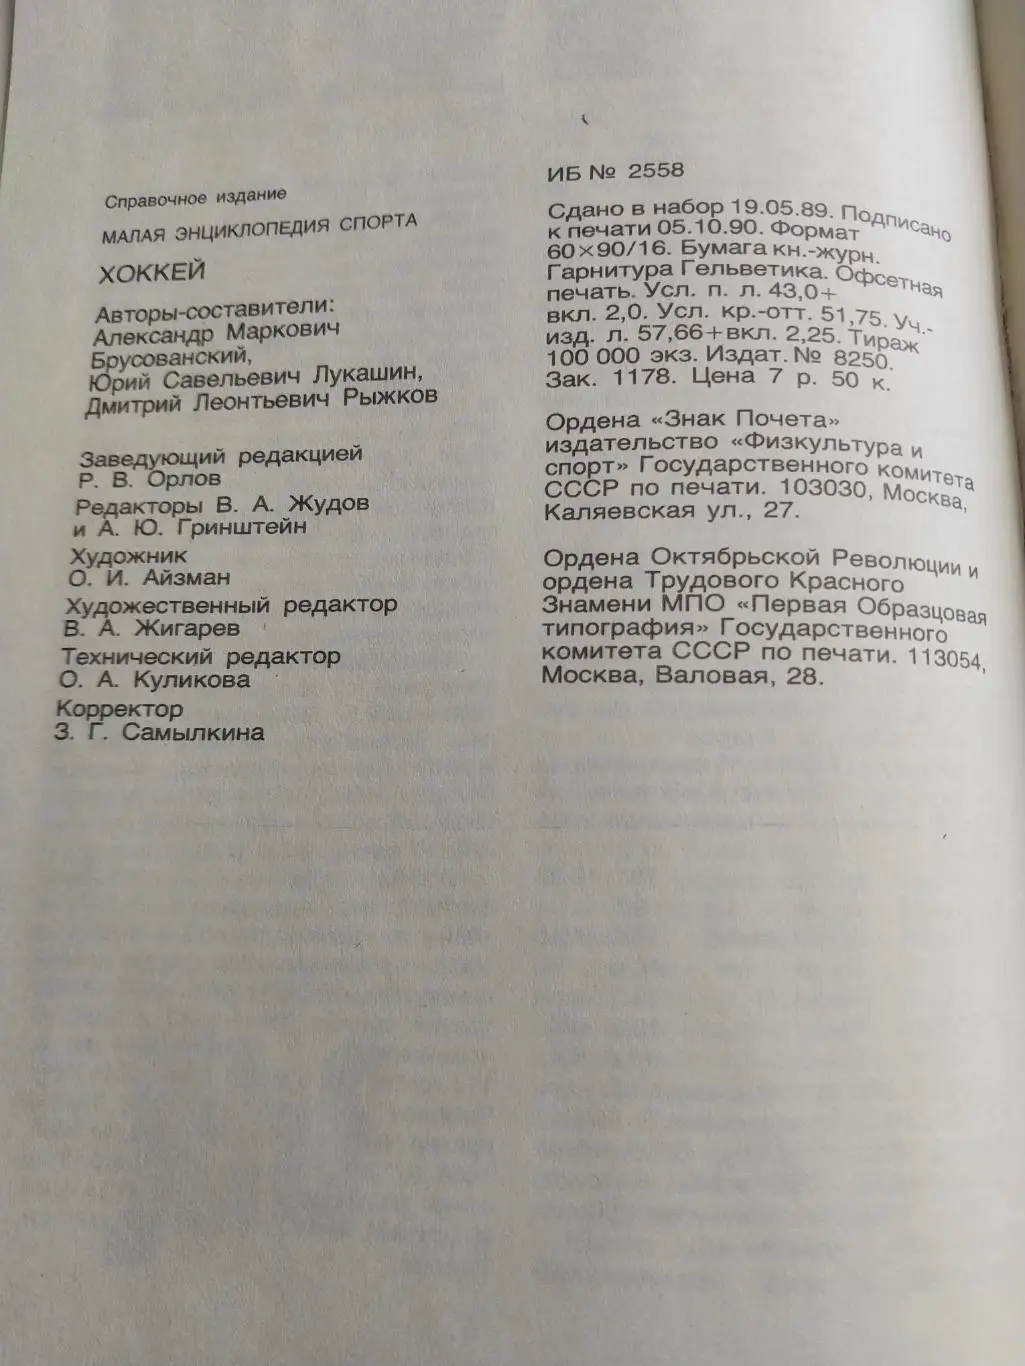 Справочное издание
МАЛАЯ ЭНЦИКЛОПЕДИЯ СПОРТА
ХОККЕЙ
Авторы-составители:
Александр Маркович
Брусованский,
Юрий Савельевич Лукашин,
Дмитрий Леонтьевич Рыжков
Заведующий редакцией
Р. В. Орлов
Редакторы В. А. Жудов
и А. Ю. Гринштейн
Художник
О. И. Айзман
Художественный редактор
В. А. Жигарев
Технический редактор
О. А. Куликова
Корректор
З. Г. Самылкина
ИБ № 2558
Сдано в набор 19.05.89. Подписано
к печати 05.10.90. Формат
60×90/16. Бумага кн.-журн.
Гарнитура Гельветика. Офсетная
печать. Усл. п. л. 43,0+
вкл. 2,0. Усл. кр.-отт. 51,75. Уч.-
изд. л. 57,66+вкл. 2,25. Тираж
100 000 экз. Издат. № 8250.
Зак. 1178. Цена 7 р. 50 к.
Ордена «Знак Почета»
издательство «Физкультура и
спорт» Государственного комитета
СССР по печати. 103030, Москва,
Каляевская ул., 27.
Ордена Октябрьской Революции и
ордена Трудового Красного
Знамени МПО «Первая Образцовая
типография» Государственного
комитета СССР по печати. 113054,
Москва, Валовая, 28.